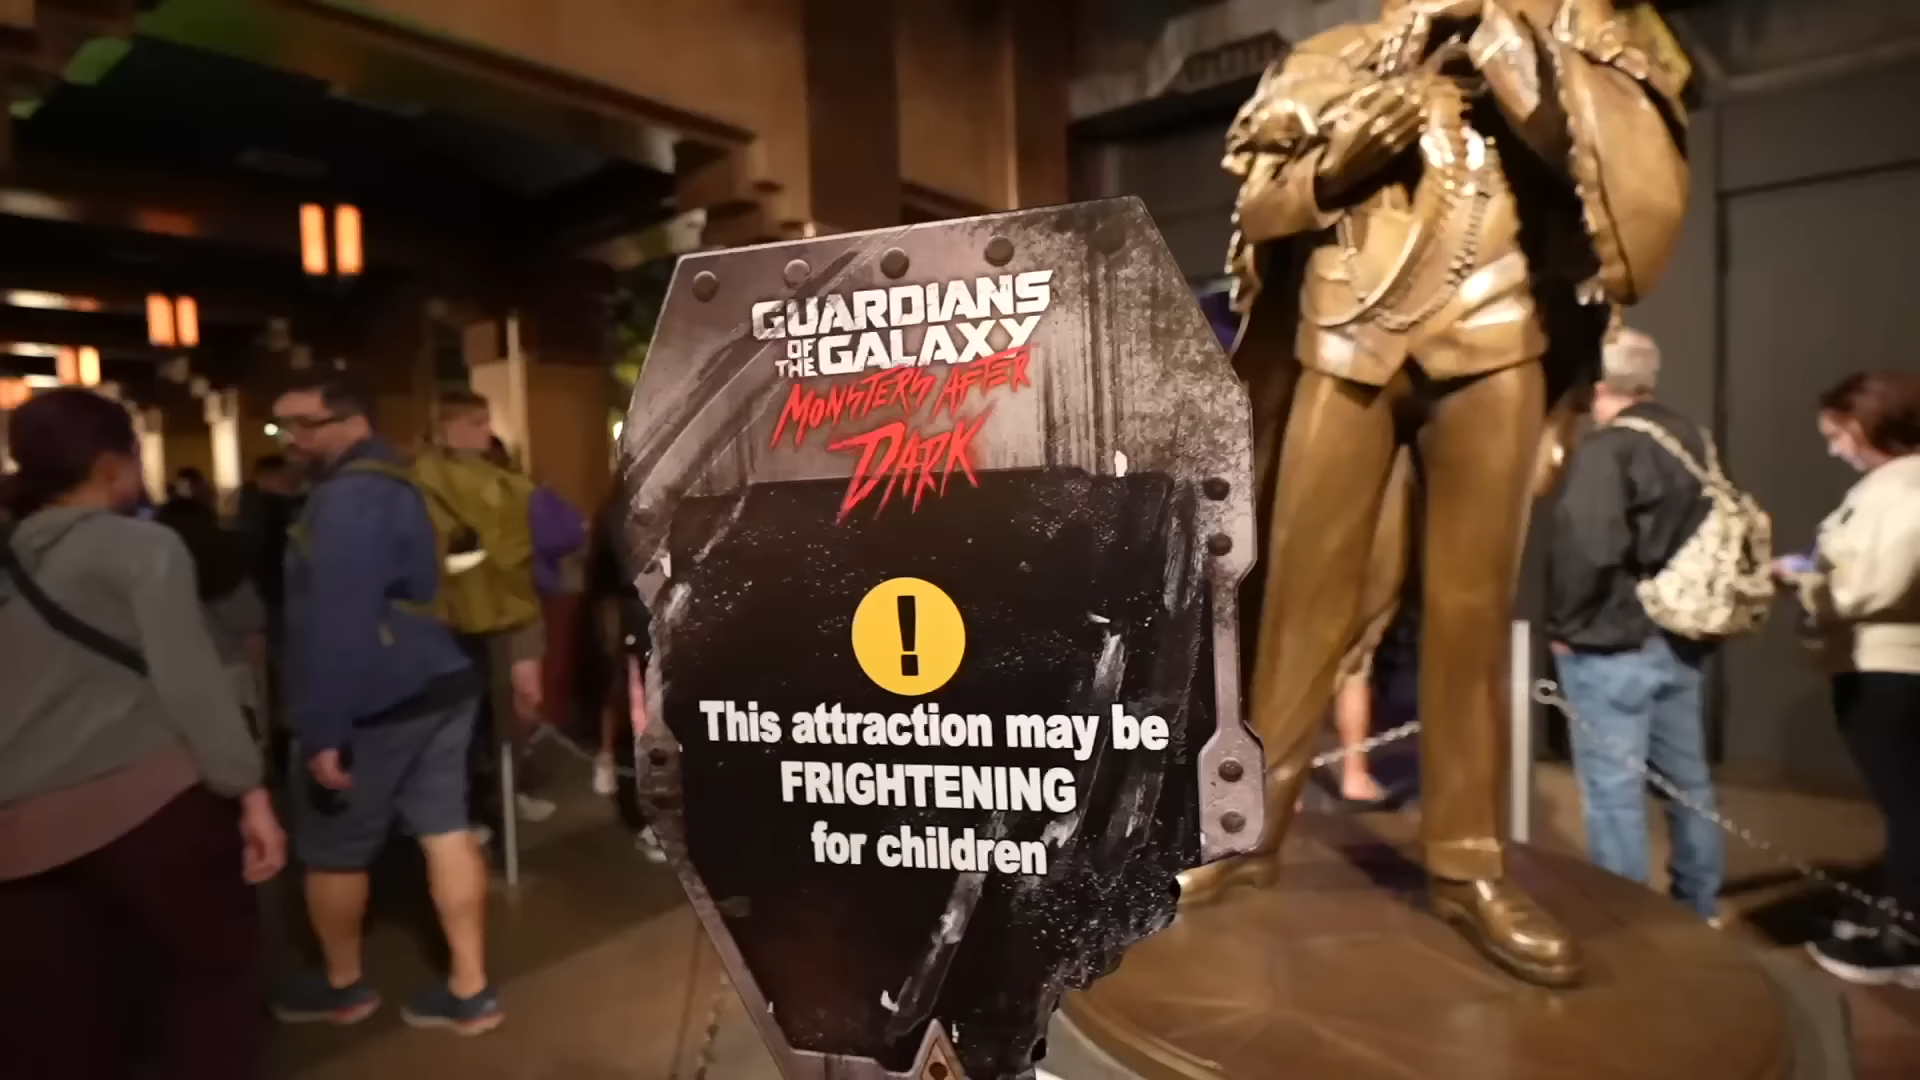 GUARDIANS
OF THE GALAXY
MONSTERS AFTER
DARK
!
This attraction may be
FRIGHTENING
for children